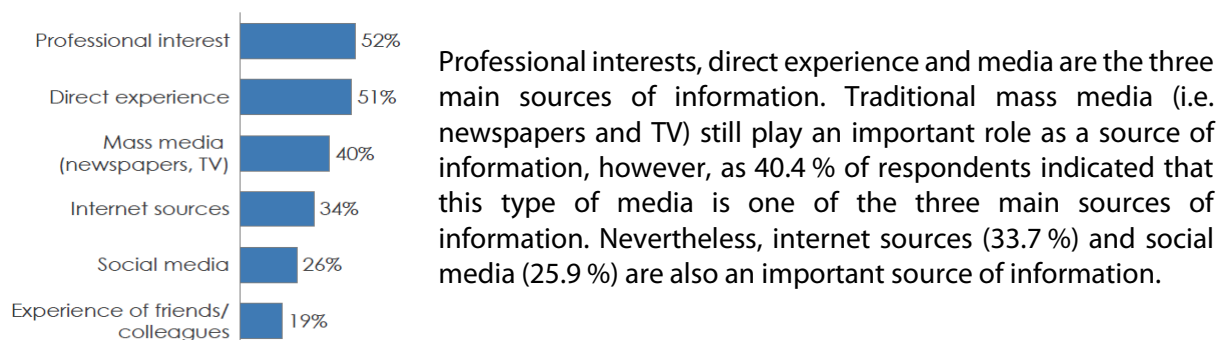 Professional interest 52%
Direct experience 51%
Mass media
(newspapers, TV) 40%
Internet sources 34%
Social media 26%
Experience of friends/
colleagues 19%
Professional interests, direct experience and media are the three
main sources of information. Traditional mass media (i.e.
newspapers and TV) still play an important role as a source of
information, however, as 40.4 % of respondents indicated that
this type of media is one of the three main sources of
information. Nevertheless, internet sources (33.7 %) and social
media (25.9 %) are also an important source of information.